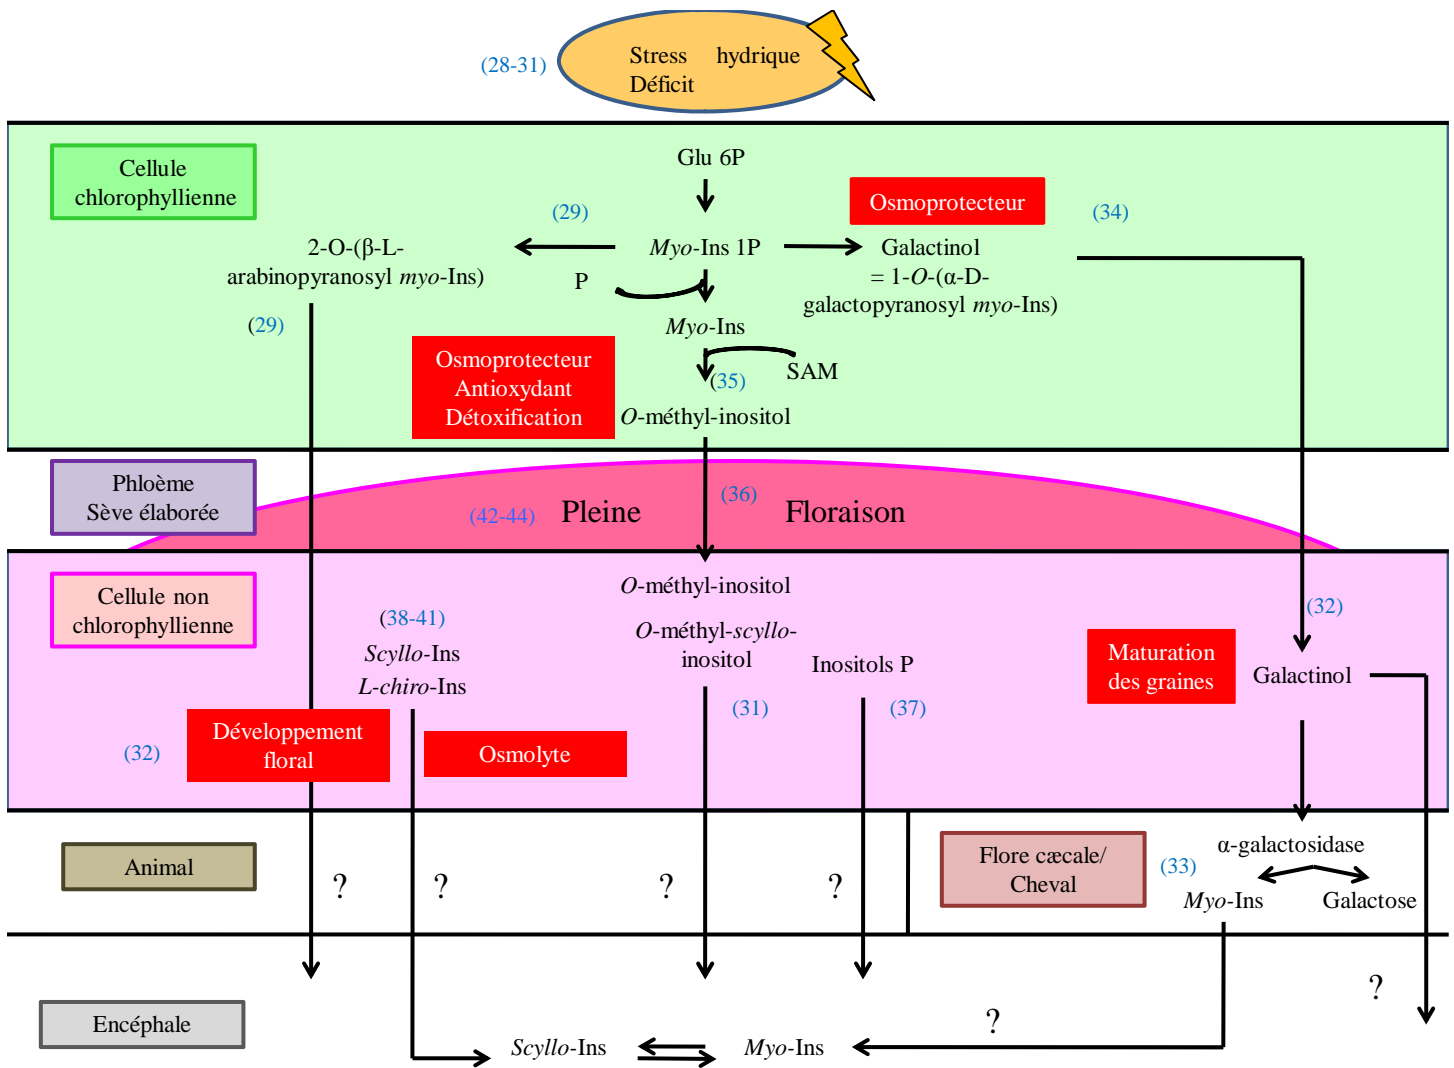 (28-31)
Stress hydrique
Déficit
Cellule
chlorophyllienne
Glu 6P
Osmoprotecteur
(29)
(34)
2-O-(β-L-
arabinopyranosyl myo-Ins)
Myo-Ins 1P
Galactinol
= 1-O-(α-D-
galactopyranosyl myo-Ins)
P
(29)
Myo-Ins
Osmoprotecteur
Antioxydant
Détoxification
SAM
(35)
O-méthyl-inositol
Phloème
Sève élaborée
(42-44)
Pleine Floraison
(36)
Cellule non
chlorophyllienne
O-méthyl-inositol
(38-41)
Scyllo-Ins
L-chiro-Ins
O-méthyl-scyllo-
inositol
Inositols P
(32)
Maturation
des graines
Galactinol
(31)
(37)
(32)
Développement
floral
Osmolyte
Animal
?
?
?
?
Flore cæcale/
Cheval
(33)
α-galactosidase
Myo-Ins
Galactose
Encéphale
?
?
Scyllo-Ins
Myo-Ins